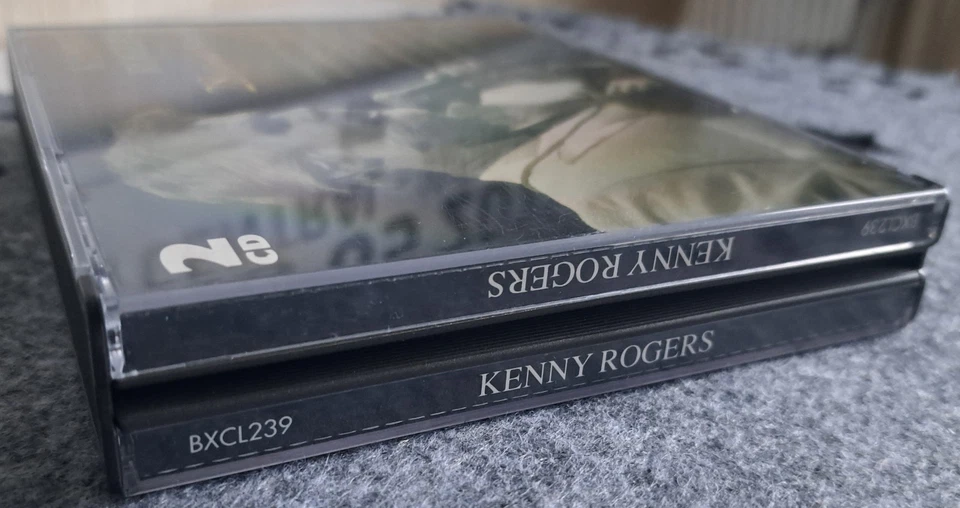 2CD
KENNY ROGERS
BXCL239
BXCL239
KENNY ROGERS